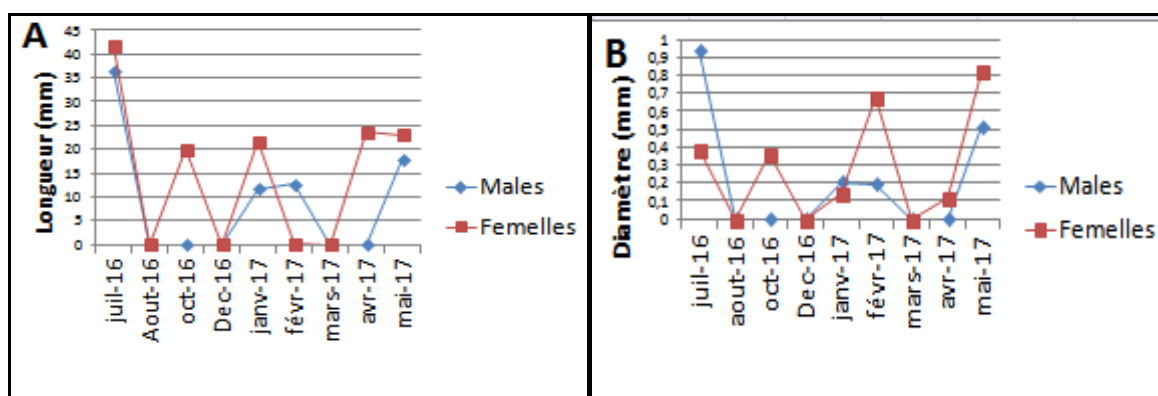 A
Longueur (mm)
45
40
35
30
25
20
15
10
5
0
juil-16
Aout-16
oct-16
Dec-16
janv-17
févr-17
mars-17
avr-17
mai-17
Males
Femelles
B
Diamètre (mm)
1
0,9
0,8
0,7
0,6
0,5
0,4
0,3
0,2
0,1
0
juil-16
aout-16
oct-16
Dec-16
janv-17
févr-17
mars-17
avr-17
mai-17
Males
Femelles